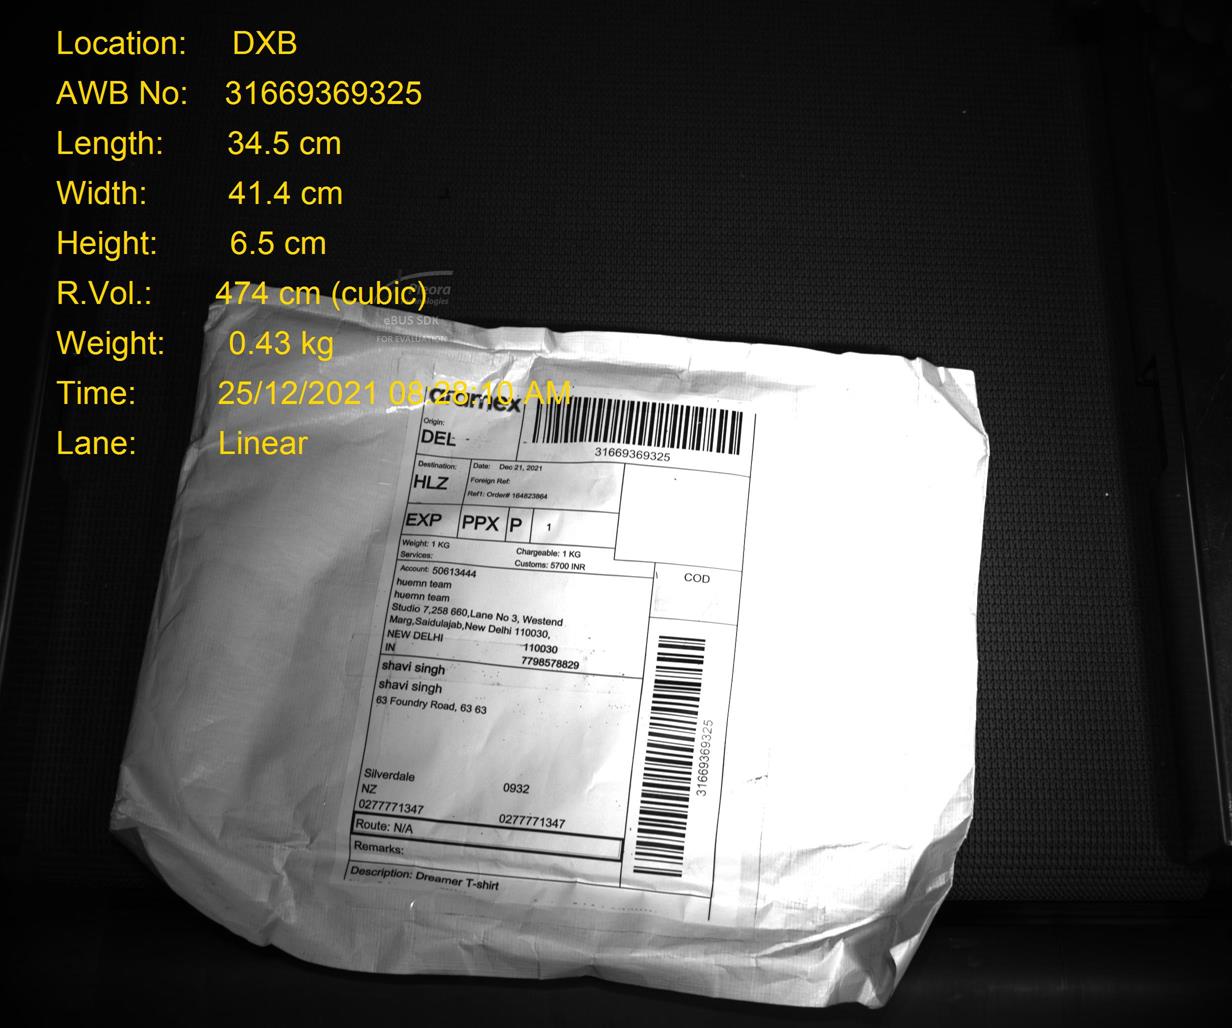 Location: DXB
AWB No: 31669369325
Length: 34.5 cm
Width: 41.4 cm
Height: 6.5 cm
R.Vol.: 474 cm (cubic)
Weight: 0.43 kg
Time: 25/12/2021 08:28:10 AM
Lane: Linear
eBUS SDK
FOR EVALUATION
aramex
31669369325
Origin:
DEL
Destination:
HLZ
Date: Dec 21, 2021
Foreign Ref:
Ref1: Order# 164823864
EXP PPX P 1
Weight: 1 KG Chargeable: 1 KG
Services: Customs: 5700 INR
COD
Account: 50613444
huemn team
huemn team
Studio 7,258 660,Lane No 3, Westend
Marg,Saidulajab,New Delhi 110030,
NEW DELHI 110030
IN 7798578829
shavi singh
shavi singh
63 Foundry Road, 63 63
Silverdale 0932
NZ
0277771347 0277771347
31669369325
Route: N/A
Remarks:
Description: Dreamer T-shirt